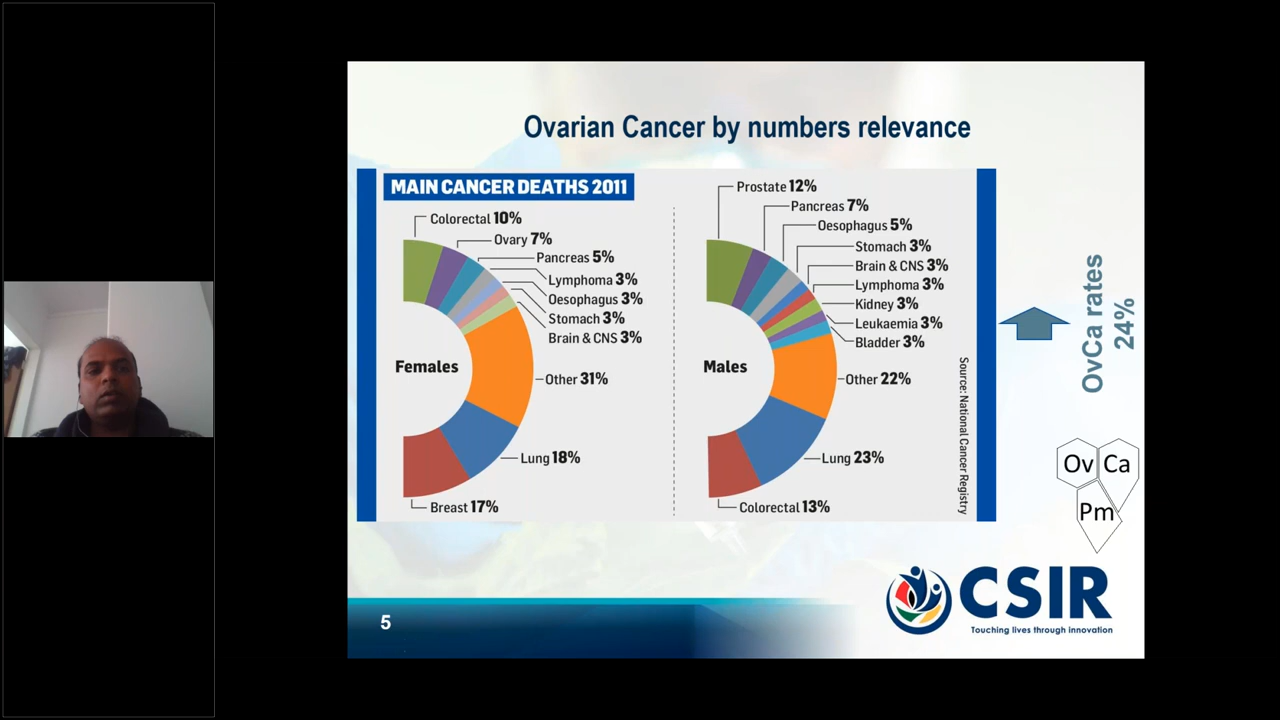 Ovarian Cancer by numbers relevance
MAIN CANCER DEATHS 2011
Colorectal 10%
Ovary 7%
Pancreas 5%
Lymphoma 3%
Oesophagus 3%
Stomach 3%
Brain & CNS 3%
Females
Other 31%
Lung 18%
Breast 17%
Prostate 12%
Pancreas 7%
Oesophagus 5%
Stomach 3%
Brain & CNS 3%
Lymphoma 3%
Kidney 3%
Leukaemia 3%
Bladder 3%
Males
Other 22%
Lung 23%
Colorectal 13%
Source: National Cancer Registry
OvCa rates
24%
Ov Ca
Pm
CSIR
Touching lives through innovation
5